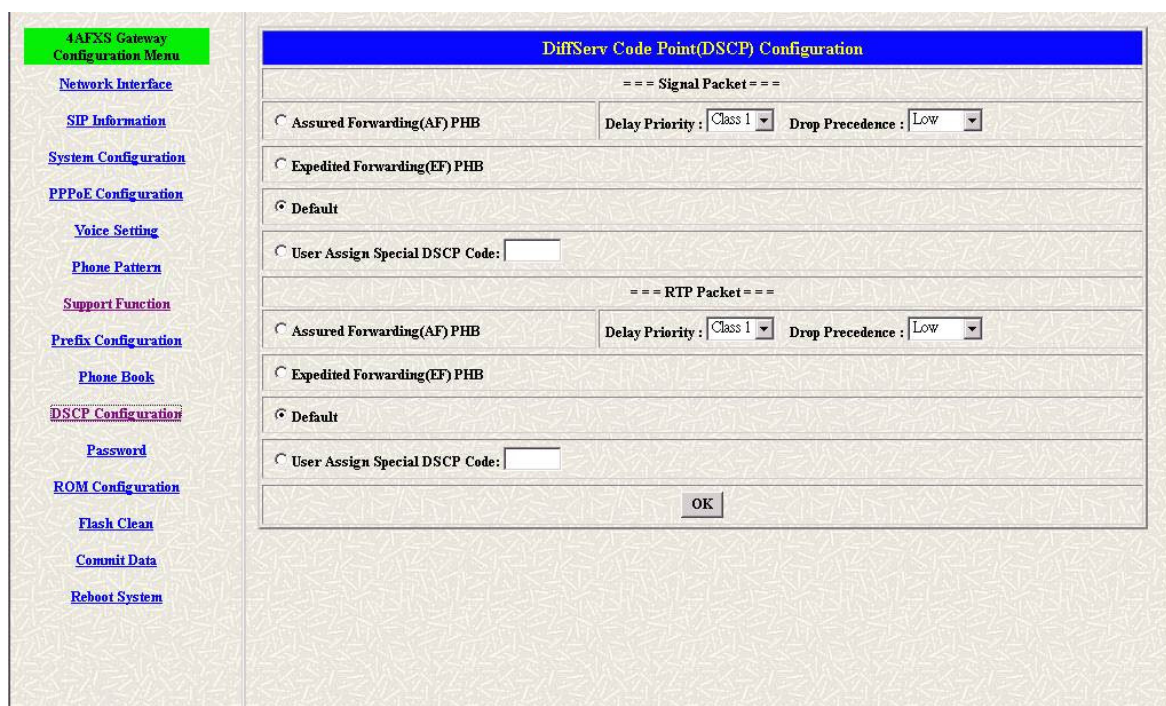 4AFXS Gateway
Configuration Menu
Network Interface
SIP Information
System Configuration
PPPoE Configuration
Voice Setting
Phone Pattern
Support Function
Prefix Configuration
Phone Book
DSCP Configuration
Password
ROM Configuration
Flash Clean
Commit Data
Reboot System
DiffServ Code Point(DSCP) Configuration
= = = Signal Packet = = =
Assured Forwarding(AF) PHB Delay Priority : Class 1 Drop Precedence : Low
Expedited Forwarding(EF) PHB
Default
User Assign Special DSCP Code:
= = = RTP Packet = = =
Assured Forwarding(AF) PHB Delay Priority : Class 1 Drop Precedence : Low
Expedited Forwarding(EF) PHB
Default
User Assign Special DSCP Code:
OK